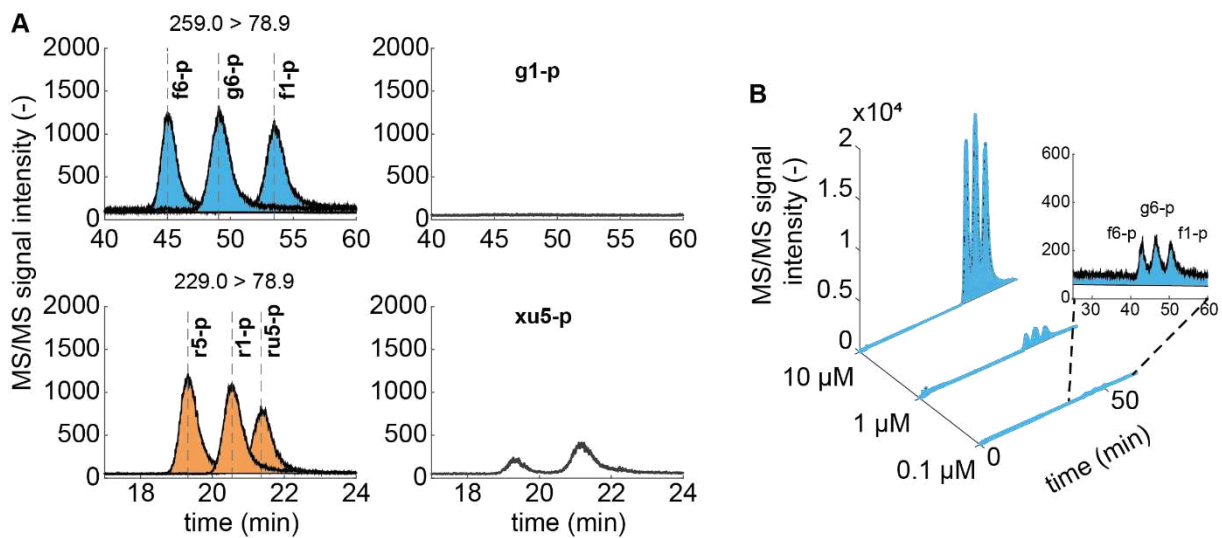 A
259.0 > 78.9
MS/MS signal intensity (-)
2000
1500
1000
500
0
f6-p
g6-p
f1-p
40 45 50 55 60
2000
1500
1000
500
0
g1-p
40 45 50 55 60
229.0 > 78.9
2000
1500
1000
500
0
r5-p
r1-p
ru5-p
18 20 22 24
time (min)
2000
1500
1000
500
0
xu5-p
18 20 22 24
time (min)
B
x10⁴
MS/MS signal
intensity (-)
2
1.5
1
0.5
0
10 µM
1 µM
0.1 µM
0
50
time (min)
600
400
200
0
g6-p
f6-p
f1-p
30 40 50 60